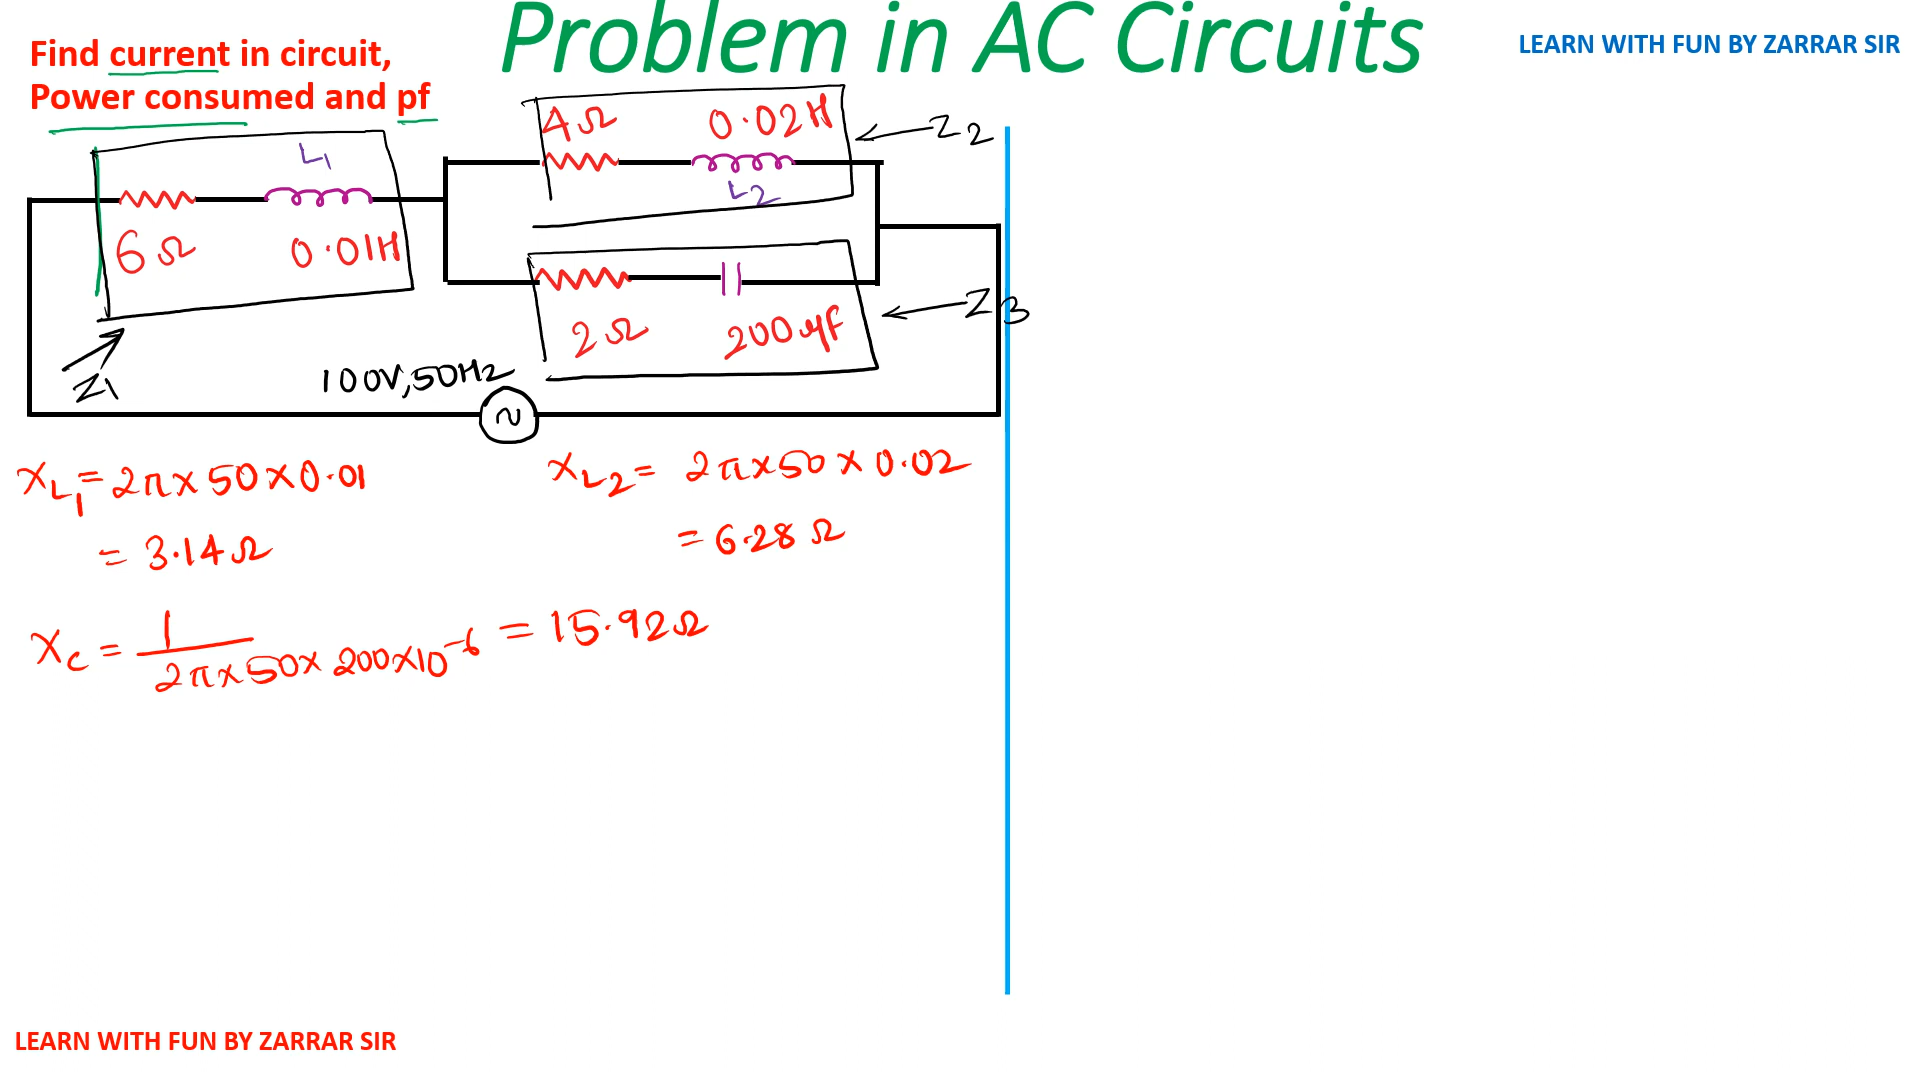 Problem in AC Circuits
LEARN WITH FUN BY ZARRAR SIR
Find current in circuit,
Power consumed and pf
4Ω 0.02H
Z2
L1
L2
6Ω 0.01H
2Ω 200μf
Z3
Z1
100V, 50Hz
~
XL1 = 2π × 50 × 0.01
= 3.14Ω
XL2 = 2π × 50 × 0.02
= 6.28 Ω
Xc = 1 / 2π × 50 × 200 × 10^-6 = 15.92Ω
LEARN WITH FUN BY ZARRAR SIR